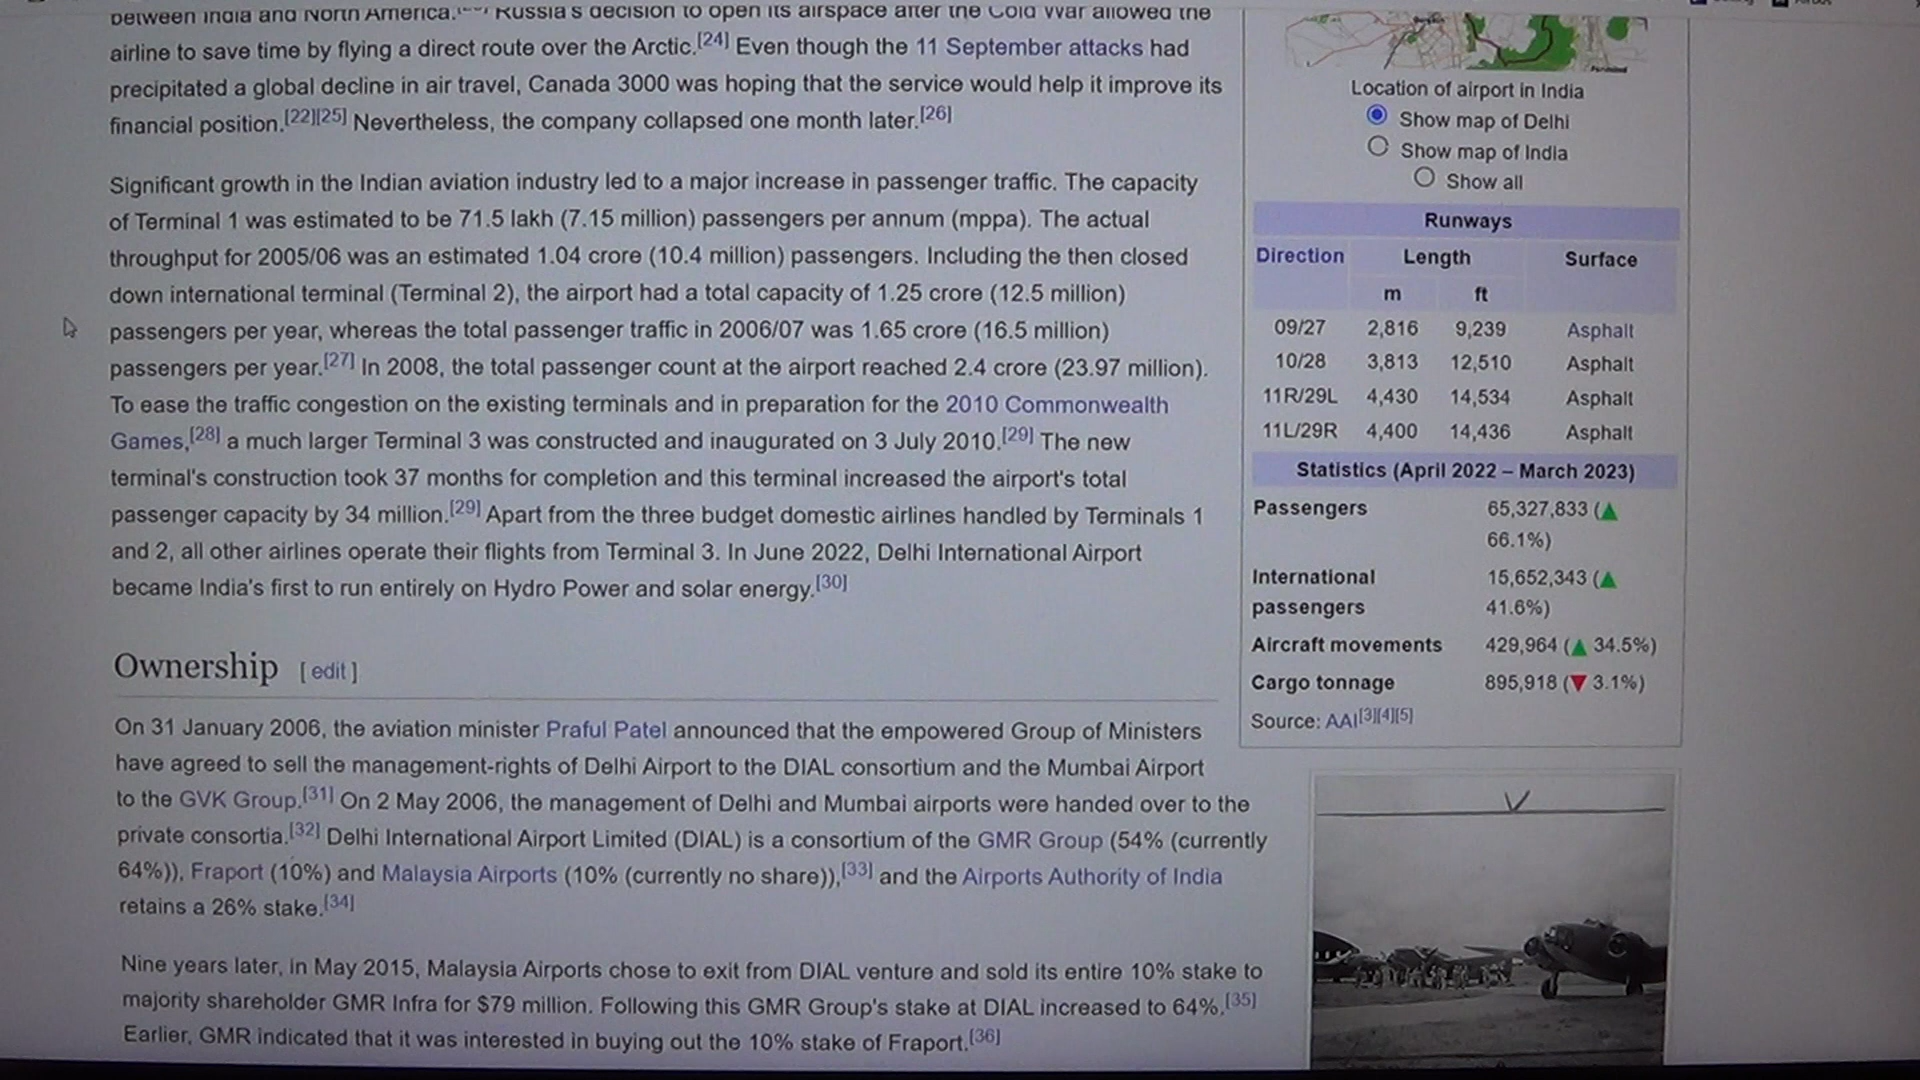 between India and North America. Russia's decision to open its airspace after the Cold War allowed the
airline to save time by flying a direct route over the Arctic.[24] Even though the 11 September attacks had
precipitated a global decline in air travel, Canada 3000 was hoping that the service would help it improve its
financial position.[22][25] Nevertheless, the company collapsed one month later.[26]
Significant growth in the Indian aviation industry led to a major increase in passenger traffic. The capacity
of Terminal 1 was estimated to be 71.5 lakh (7.15 million) passengers per annum (mppa). The actual
throughput for 2005/06 was an estimated 1.04 crore (10.4 million) passengers. Including the then closed
down international terminal (Terminal 2), the airport had a total capacity of 1.25 crore (12.5 million)
passengers per year, whereas the total passenger traffic in 2006/07 was 1.65 crore (16.5 million)
passengers per year.[27] In 2008, the total passenger count at the airport reached 2.4 crore (23.97 million).
To ease the traffic congestion on the existing terminals and in preparation for the 2010 Commonwealth
Games,[28] a much larger Terminal 3 was constructed and inaugurated on 3 July 2010.[29] The new
terminal's construction took 37 months for completion and this terminal increased the airport's total
passenger capacity by 34 million.[29] Apart from the three budget domestic airlines handled by Terminals 1
and 2, all other airlines operate their flights from Terminal 3. In June 2022, Delhi International Airport
became India's first to run entirely on Hydro Power and solar energy.[30]
Ownership [ edit ]
On 31 January 2006, the aviation minister Praful Patel announced that the empowered Group of Ministers
have agreed to sell the management-rights of Delhi Airport to the DIAL consortium and the Mumbai Airport
to the GVK Group.[31] On 2 May 2006, the management of Delhi and Mumbai airports were handed over to the
private consortia.[32] Delhi International Airport Limited (DIAL) is a consortium of the GMR Group (54% (currently
64%)), Fraport (10%) and Malaysia Airports (10% (currently no share)),[33] and the Airports Authority of India
retains a 26% stake.[34]
Nine years later, in May 2015, Malaysia Airports chose to exit from DIAL venture and sold its entire 10% stake to
majority shareholder GMR Infra for $79 million. Following this GMR Group's stake at DIAL increased to 64%.[35]
Earlier, GMR indicated that it was interested in buying out the 10% stake of Fraport.[36]
Location of airport in India
Show map of Delhi
Show map of India
Show all
Runways
Direction Length Surface
m ft
09/27 2,816 9,239 Asphalt
10/28 3,813 12,510 Asphalt
11R/29L 4,430 14,534 Asphalt
11L/29R 4,400 14,436 Asphalt
Statistics (April 2022 – March 2023)
Passengers 65,327,833 (▲
66.1%)
International 15,652,343 (▲
passengers 41.6%)
Aircraft movements 429,964 (▲ 34.5%)
Cargo tonnage 895,918 (▼ 3.1%)
Source: AAI[3][4][5]